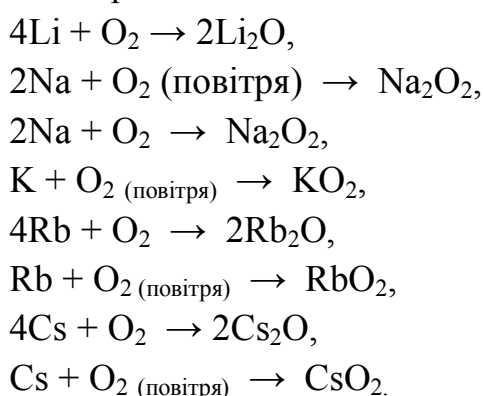 4Li + O₂ → 2Li₂O,
2Na + O₂ (повітря) → Na₂O₂,
2Na + O₂ → Na₂O₂,
K + O₂ (повітря) → KO₂,
4Rb + O₂ → 2Rb₂O,
Rb + O₂ (повітря) → RbO₂,
4Cs + O₂ → 2Cs₂O,
Cs + O₂ (повітря) → CsO₂.